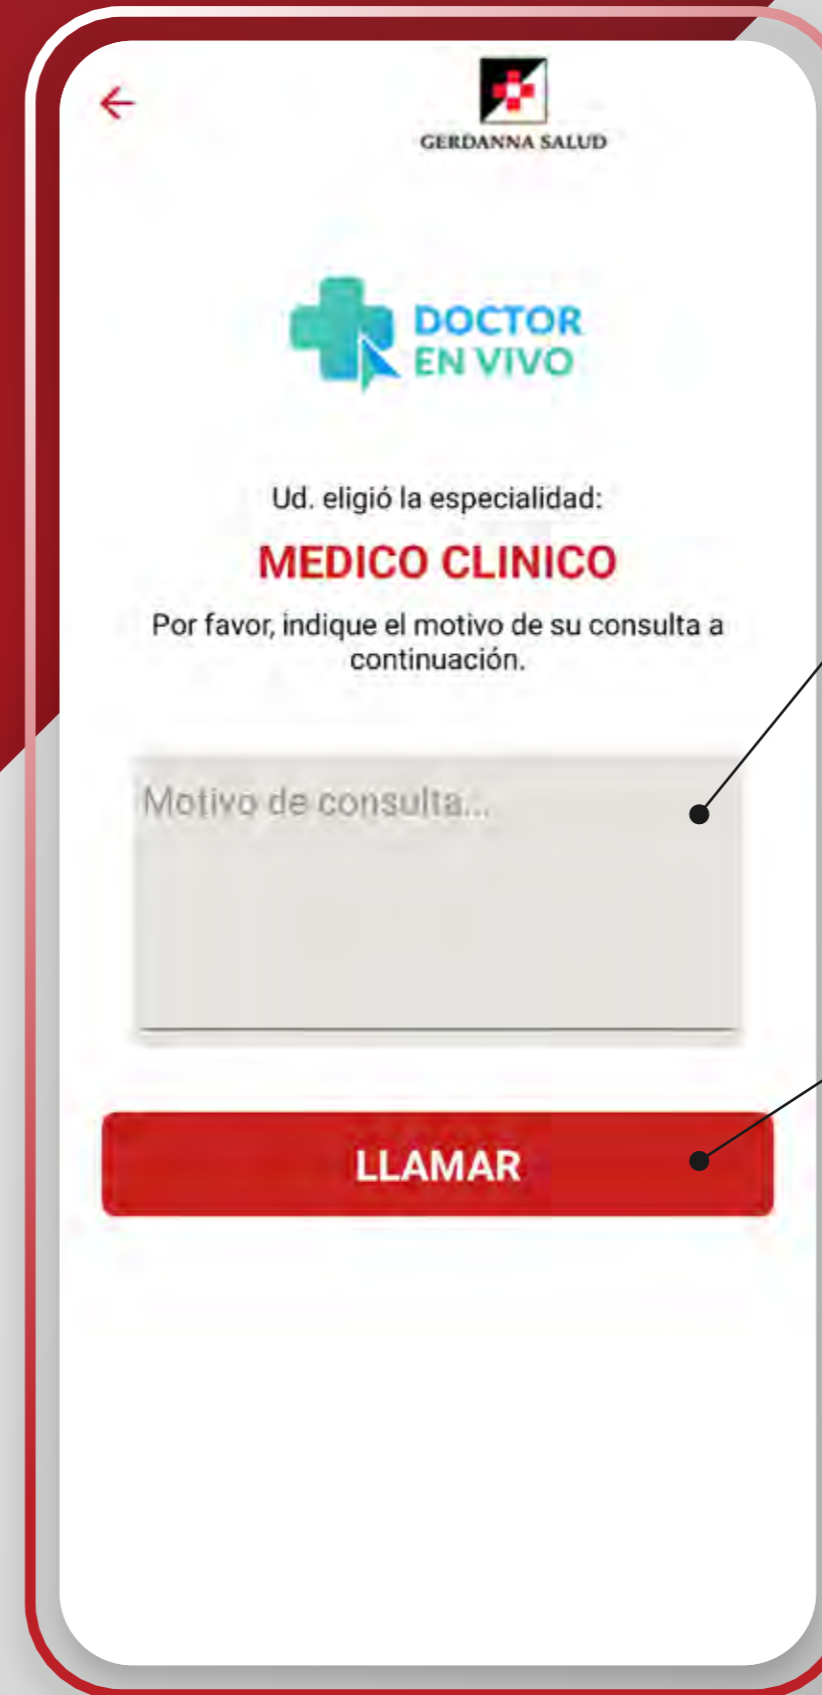 GERDANNA SALUD
DOCTOR
EN VIVO
Ud. eligió la especialidad:
MEDICO CLINICO
Por favor, indique el motivo de su consulta a
continuación.
Motivo de consulta...
LLAMAR